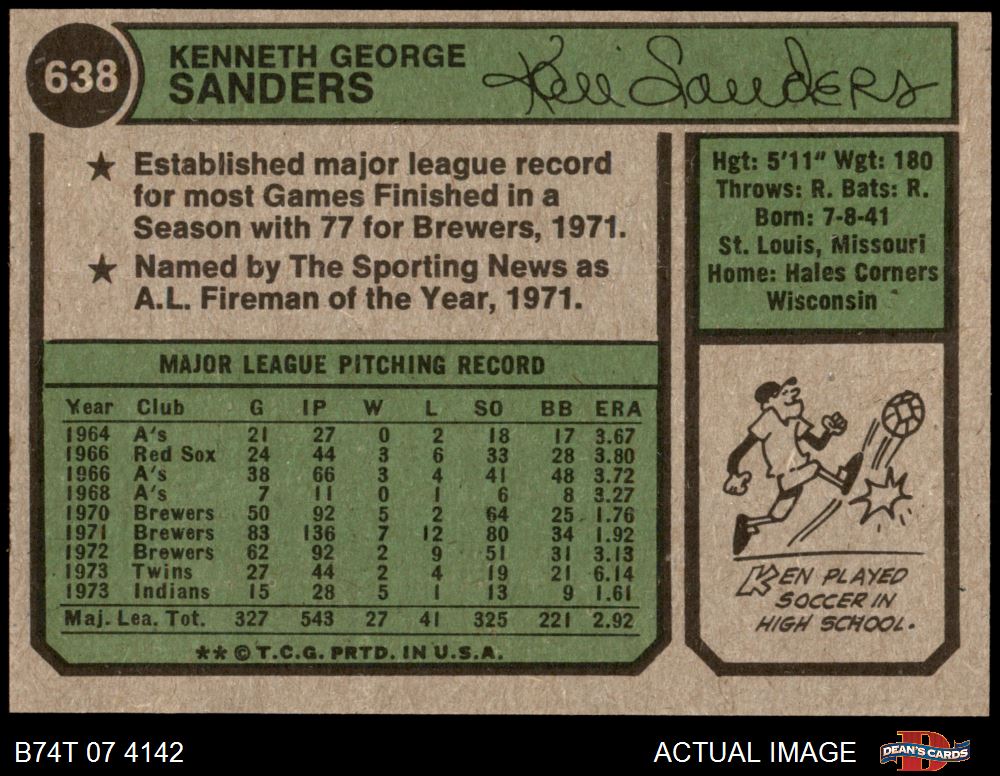 638
KENNETH GEORGE
SANDERS
Ken Sanders
★ Established major league record
for most Games Finished in a
Season with 77 for Brewers, 1971.
★ Named by The Sporting News as
A.L. Fireman of the Year, 1971.
Hgt: 5'11" Wgt: 180
Throws: R. Bats: R.
Born: 7-8-41
St. Louis, Missouri
Home: Hales Corners
Wisconsin
MAJOR LEAGUE PITCHING RECORD
Year Club G IP W L SO BB ERA
1964 A's 21 27 0 2 18 17 3.67
1966 Red Sox 24 44 3 6 33 28 3.80
1966 A's 38 66 3 4 41 48 3.72
1968 A's 7 11 0 1 6 8 3.27
1970 Brewers 50 92 5 2 64 25 1.76
1971 Brewers 83 136 7 12 80 34 1.92
1972 Brewers 62 92 2 9 51 31 3.13
1973 Twins 27 44 2 4 19 21 6.14
1973 Indians 15 28 5 1 13 9 1.61
Maj. Lea. Tot. 327 543 27 41 325 221 2.92
** © T.C.G. PRTD. IN U.S.A.
KEN PLAYED
SOCCER IN
HIGH SCHOOL.
B74T 07 4142
ACTUAL IMAGE
DEAN'S CARDS